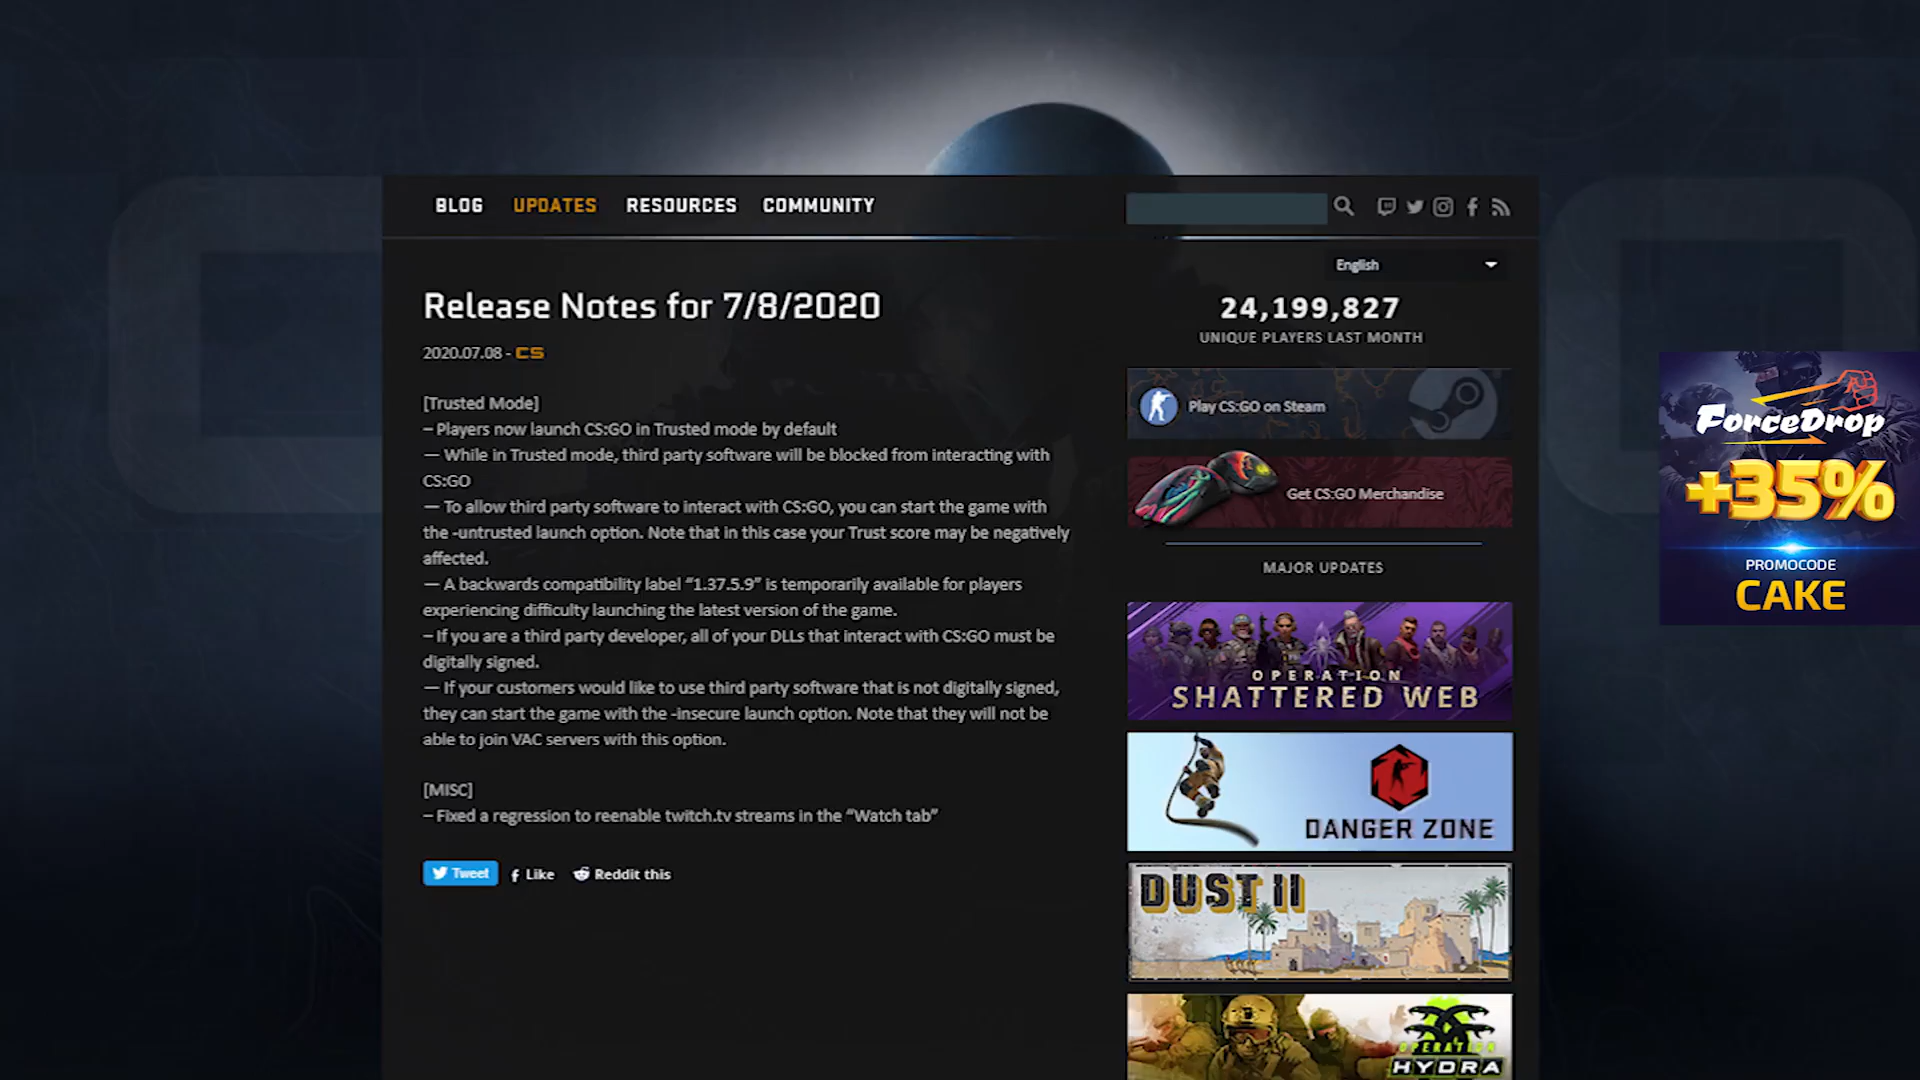 BLOG UPDATES RESOURCES COMMUNITY
English
Release Notes for 7/8/2020
2020.07.08 - CS
[Trusted Mode]
– Players now launch CS:GO in Trusted mode by default
— While in Trusted mode, third party software will be blocked from interacting with
CS:GO
— To allow third party software to interact with CS:GO, you can start the game with
the -untrusted launch option. Note that in this case your Trust score may be negatively
affected.
— A backwards compatibility label “1.37.5.9” is temporarily available for players
experiencing difficulty launching the latest version of the game.
– If you are a third party developer, all of your DLLs that interact with CS:GO must be
digitally signed.
— If your customers would like to use third party software that is not digitally signed,
they can start the game with the -insecure launch option. Note that they will not be
able to join VAC servers with this option.
[MISC]
– Fixed a regression to reenable twitch.tv streams in the “Watch tab”
Tweet Like Reddit this
24,199,827
UNIQUE PLAYERS LAST MONTH
Play CS:GO on Steam
Get CS:GO Merchandise
MAJOR UPDATES
OPERATION
SHATTERED WEB
DANGER ZONE
DUST II
OPERATION
HYDRA
ForceDrop
+35%
PROMOCODE
CAKE